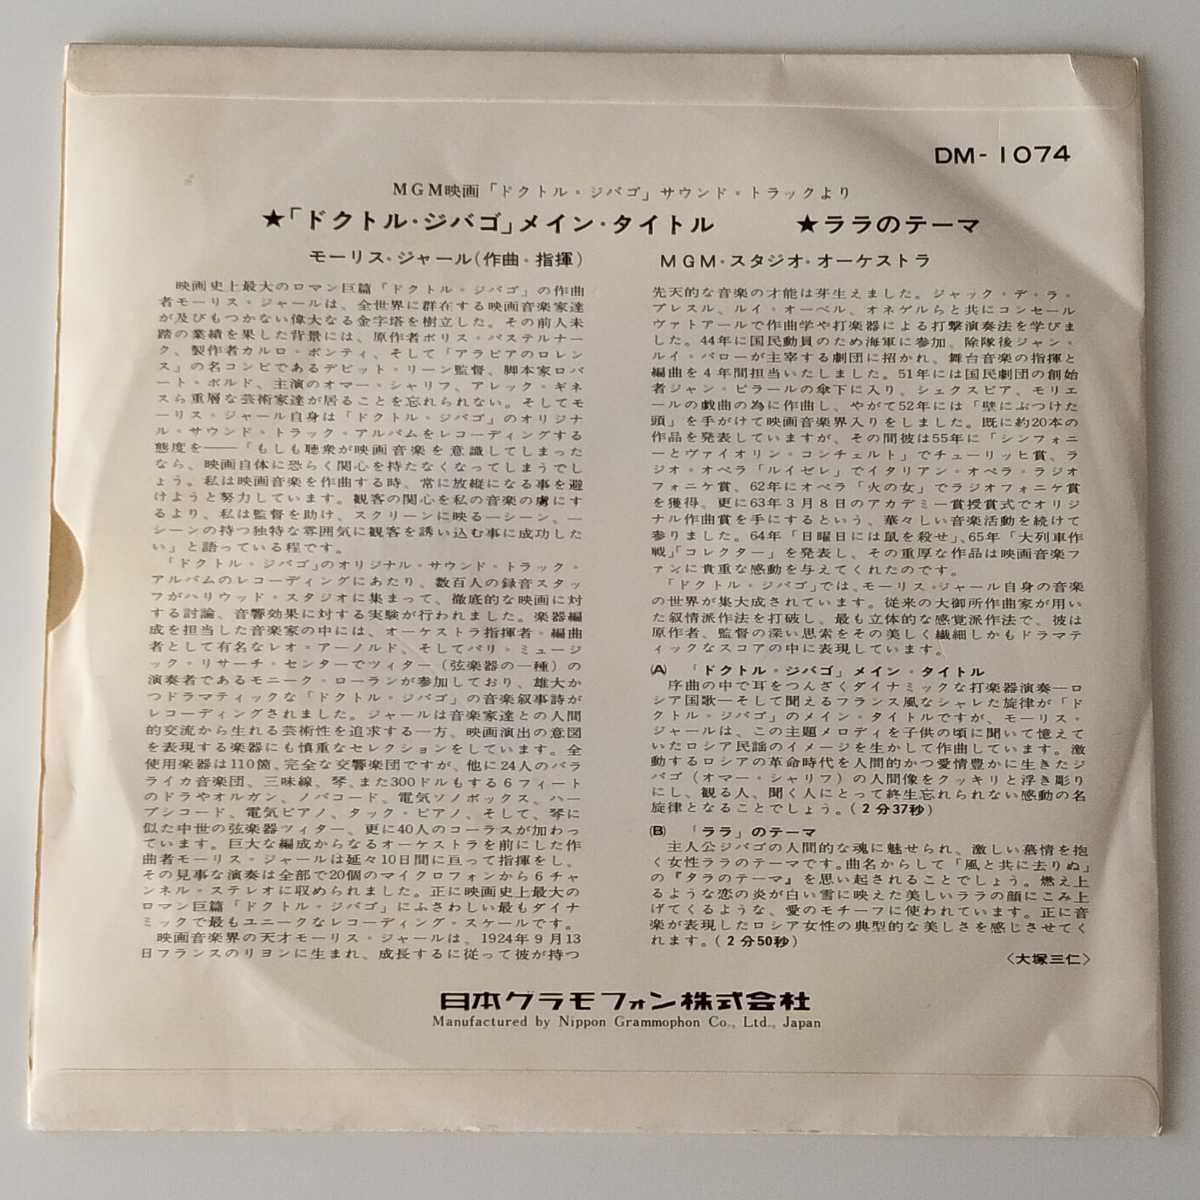 DM-1074
MGM映画「ドクトル・ジバゴ」サウンド・トラックより
★「ドクトル・ジバゴ」メイン・タイトル　★ララのテーマ
モーリス・ジャール(作曲・指揮)　MGM・スタジオ・オーケストラ
映画史上最大のロマン巨篇「ドクトル・ジバゴ」の作曲
者モーリス・ジャールは、全世界に群在する映画音楽家達
が及びもつかない偉大なる金字塔を樹立した。その前人未
踏の業績を果した背景には、原作者ボリス・パステルナー
ク、製作者カルロ・ポンティ、そして「アラビアのロレン
ス」の名コンビであるデビット・リーン監督、脚本家ロバ
ート・ボルド、主演のオマー・シャリフ、アレック・ギネ
スら重層な芸術家達が居ることを忘れられない。そしてモ
ーリス・ジャール自身は「ドクトル・ジバゴ」のオリジナ
ル・サウンド・トラック・アルバムをレコーディングする
態度を――「もしも聴衆が映画音楽を意識してしまった
なら、映画自体に恐らく関心を持たなくなってしまうでし
ょう。私は映画音楽を作曲する時、常に放縦になる事を避
けようと努力しています。観客の関心を私の音楽の虜にす
るより、私は監督を助け、スクリーンに映る一シーン、一
シーンの持つ独特な雰囲気に観客を誘い込む事に成功した
い」と語っている程です。
「ドクトル・ジバゴ」のオリジナル・サウンド・トラック・
アルバムのレコーディングにあたり、数百人の録音スタッ
フがハリウッド・スタジオに集まって、徹底的な映画に対
する討論、音響効果に対する実験が行われました。楽器編
成を担当した音楽家の中には、オーケストラ指揮者・編曲
者として有名なレオ・アーノルド、そしてパリ・ミュージ
ック・リサーチ・センターでツィター(弦楽器の一種)の
演奏者であるモニーク・ローランが参加しており、雄大か
つドラマティックな「ドクトル・ジバゴ」の音楽叙事詩が
レコーディングされました。ジャールは音楽家達との人間
的交流から生れる芸術性を追求する一方、映画演出の意図
を表現する楽器にも慎重なセレクションをしています。全
使用楽器は110箇、完全な交響楽団ですが、他に24人のバラ
ライカ音楽団、三味線、琴、また300ドルもする6フィート
のドラやオルガン、ノバコード、電気ソノボックス、ハー
プシコード、電気ピアノ、タック・ピアノ、そして、琴に
似た中世の弦楽器ツィター、更に40人のコーラスが加わっ
ています。巨大な編成からなるオーケストラを前にした作
曲者モーリス・ジャールは延々10日間に亘って指揮をし、
その見事な演奏は全部で20個のマイクロフォンから6チャ
ンネル・ステレオに収められました。正に映画史上最大の
ロマン巨篇「ドクトル・ジバゴ」にふさわしい最もダイナ
ミックで最もユニークなレコーディング・スケールです。
映画音楽界の天才モーリス・ジャールは、1924年9月13
日フランスのリヨンに生まれ、成長するに従って彼が持つ
先天的な音楽の才能は芽生えました。ジャック・デ・ラ・
プレスル、ルイ・オーベル、オネゲルらと共にコンセール
ヴァトアールで作曲学や打楽器による打撃演奏法を学びま
した。44年に国民動員のため海軍に参加、除隊後ジャン・
ルイ・バローが主宰する劇団に招かれ、舞台音楽の指揮と
編曲を4年間担当いたしました。51年には国民劇団の創始
者ジャン・ビラールの傘下に入り、シェクスピア、モリエ
ールの戯曲の為に作曲し、やがて52年には「壁にぶつけた
頭」を手がけて映画音楽界入りをしました。既に約20本の
作品を発表していますが、その間彼は55年に「シンフォニ
ーとヴァイオリン・コンチェルト」でチューリッヒ賞、ラ
ジオ・オペラ「ルイゼレ」でイタリアン・オペラ・ラジオ
フォニケ賞、62年にオペラ「火の女」でラジオフォニケ賞
を獲得、更に63年3月8日のアカデミー賞授賞式でオリジ
ナル作曲賞を手にするという、華々しい音楽活動を続けて
参りました。64年「日曜日には鼠を殺せ」、65年「大列車作
戦」「コレクター」を発表し、その重厚な作品は映画音楽フ
ァンに貴重な感動を与えてくれたのです。
「ドクトル・ジバゴ」では、モーリス・ジャール自身の音楽
の世界が集大成されています。従来の大御所作曲家が用い
た叙情派作法を打破し、最も立体的な感覚派作法で、彼は
原作者、監督の深い思索をその美しく繊細しかもドラマテ
ィックなスコアの中に表現しています。
Ⓐ 「ドクトル・ジバゴ」メイン・タイトル
序曲の中で耳をつんざくダイナミックな打楽器演奏―ロ
シア国歌―そして聞えるフランス風なシャレた旋律が「ド
クトル・ジバゴ」のメイン・タイトルですが、モーリス・
ジャールは、この主題メロディを子供の頃に聞いて憶えて
いたロシア民謡のイメージを生かして作曲しています。激
動するロシアの革命時代を人間的かつ愛情豊かに生きたジ
バゴ(オマー・シャリフ)の人間像をクッキリと浮き彫り
にし、観る人、聞く人にとって終生忘れられない感動の名
旋律となることでしょう。(2分37秒)
Ⓑ 「ララ」のテーマ
主人公ジバゴの人間的な魂に魅せられ、激しい慕情を抱
く女性ララのテーマです。曲名からして「風と共に去りぬ」
の『タラのテーマ』を思い起されることでしょう。燃え上
るような恋の炎が白い雪に映えた美しいララの顔にこみ上
げてくるような、愛のモチーフに使われています。正に音
楽が表現したロシア女性の典型的な美しさを感じさせてく
れます。(2分50秒)
〈大塚三仁〉
日本グラモフォン株式会社
Manufactured by Nippon Grammophon Co., Ltd., Japan